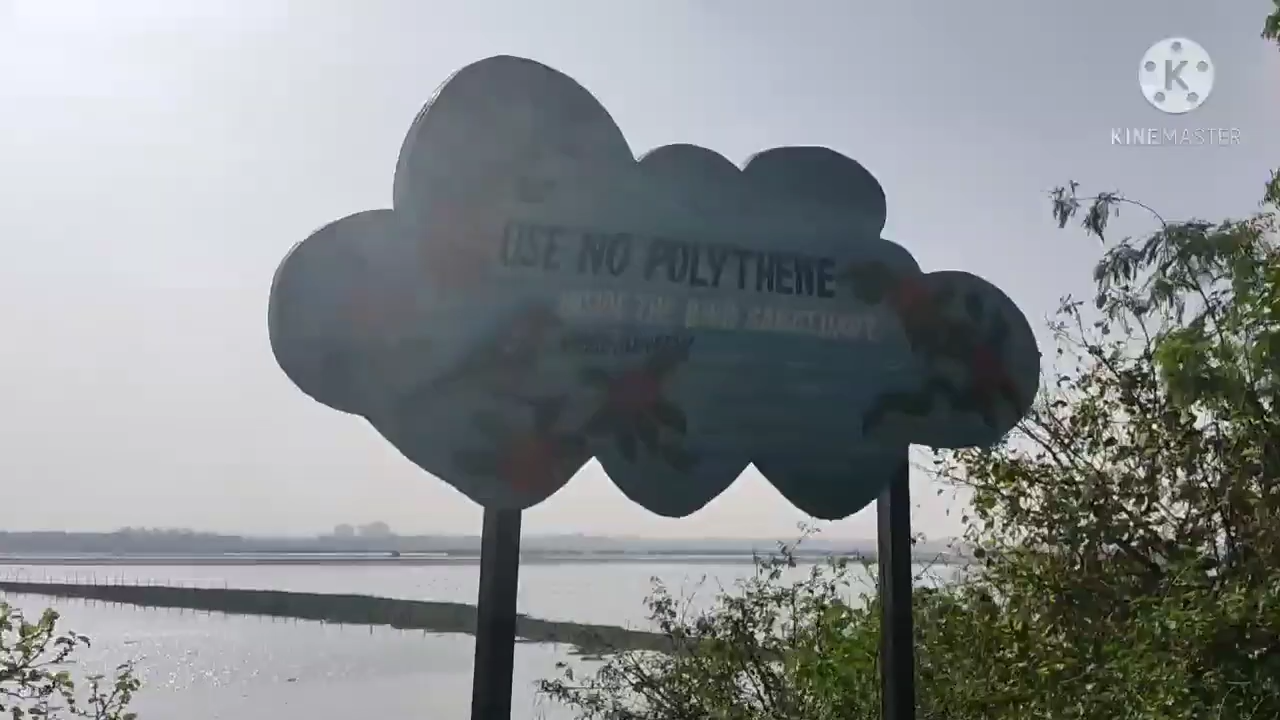 USE NO POLYTHENE
INSIDE THE BIRD SANCTUARY
K
KINEMASTER